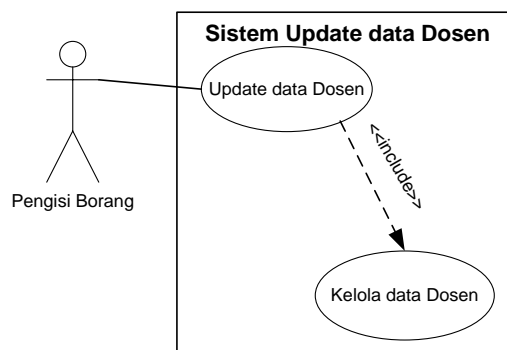 Sistem Update data Dosen
Update data Dosen
<<include>>
Pengisi Borang
Kelola data Dosen